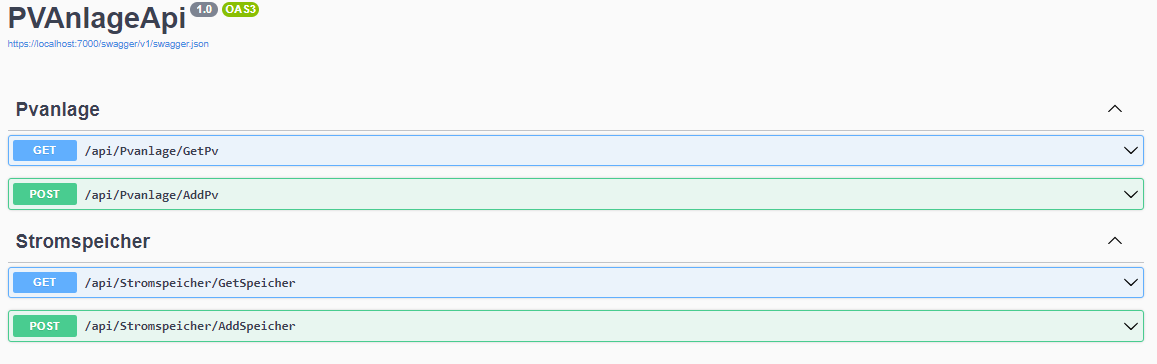 PVAnlageApi 1.0 OAS3
https://localhost:7000/swagger/v1/swagger.json
Pvanlage
GET /api/Pvanlage/GetPv
POST /api/Pvanlage/AddPv
Stromspeicher
GET /api/Stromspeicher/GetSpeicher
POST /api/Stromspeicher/AddSpeicher